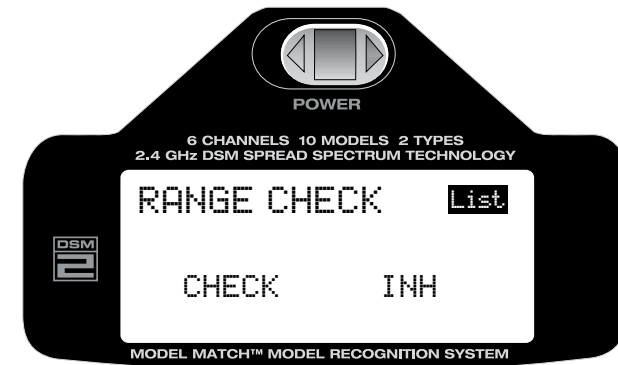 POWER
6 CHANNELS 10 MODELS 2 TYPES
2.4 GHz DSM SPREAD SPECTRUM TECHNOLOGY
RANGE CHECK List
DSM
2
CHECK INH
MODEL MATCH™ MODEL RECOGNITION SYSTEM